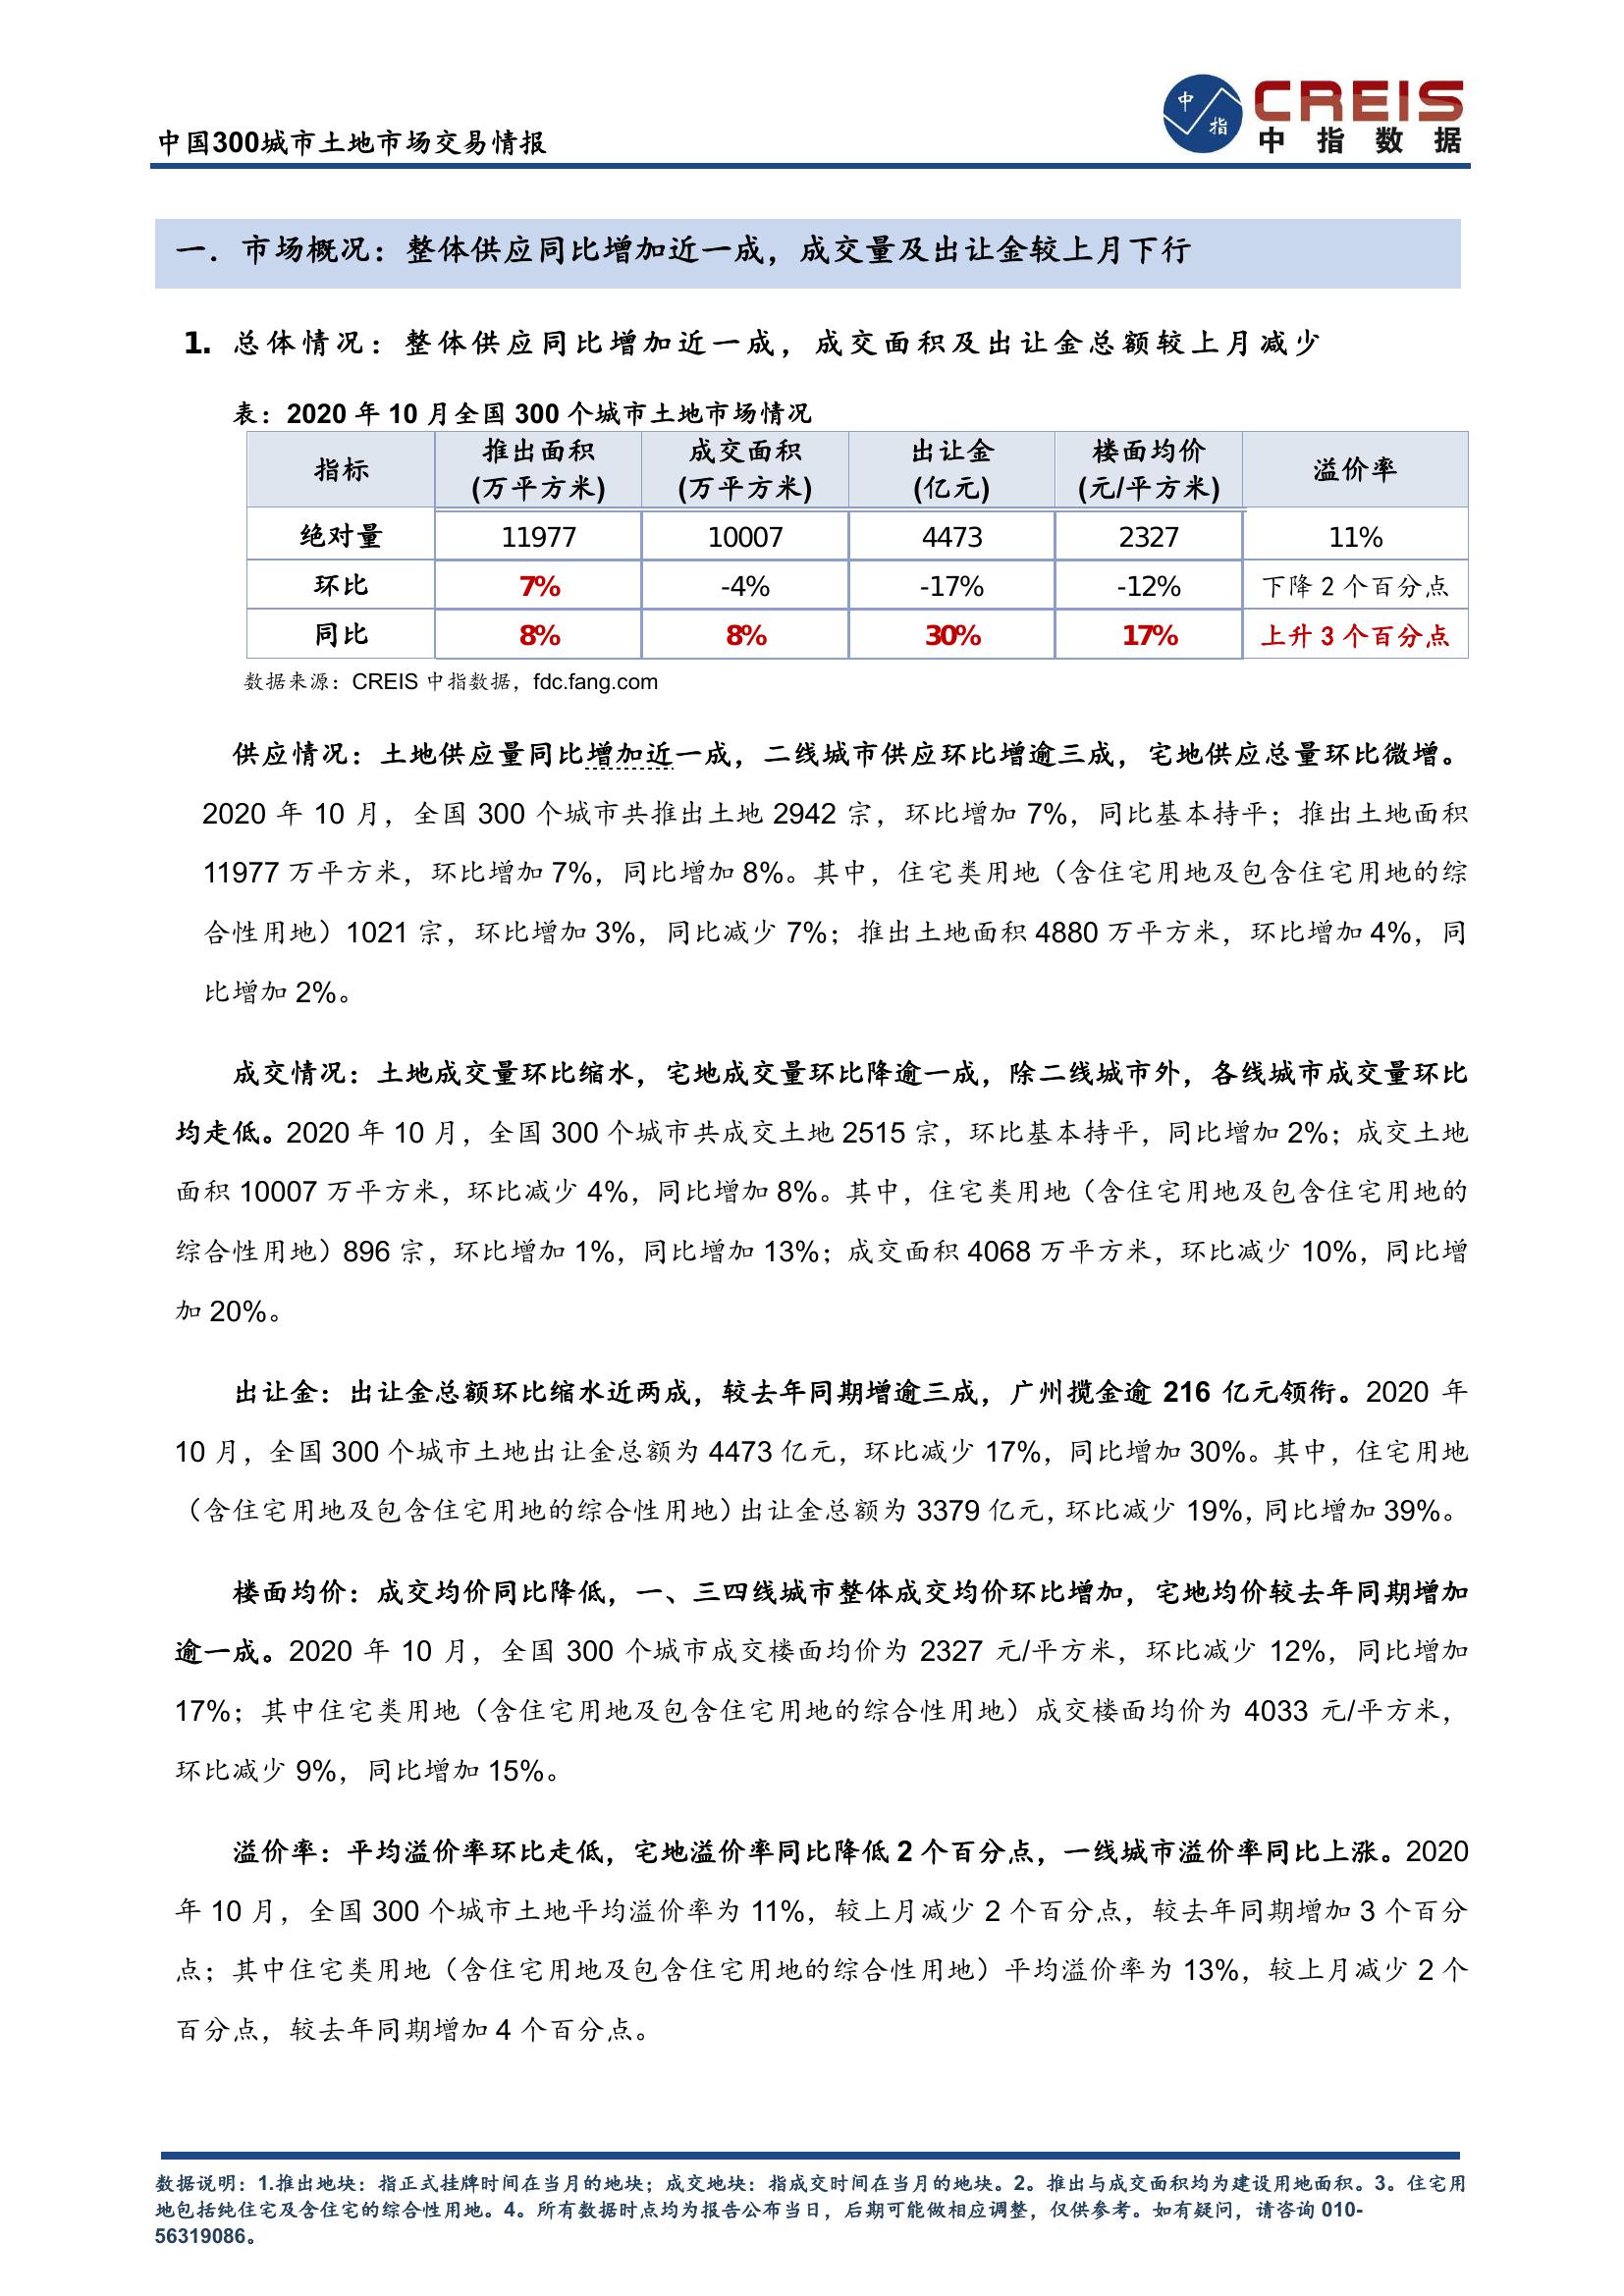 中国300城市土地市场交易情报
中 指
CREIS
中指数据
一．市场概况：整体供应同比增加近一成，成交量及出让金较上月下行
1. 总体情况：整体供应同比增加近一成，成交面积及出让金总额较上月减少
表：2020 年 10 月全国 300 个城市土地市场情况
指标 推出面积(万平方米) 成交面积(万平方米) 出让金(亿元) 楼面均价(元/平方米) 溢价率
绝对量 11977 10007 4473 2327 11%
环比 7% -4% -17% -12% 下降 2 个百分点
同比 8% 8% 30% 17% 上升 3 个百分点
数据来源：CREIS 中指数据，fdc.fang.com
供应情况：土地供应量同比增加近一成，二线城市供应环比增逾三成，宅地供应总量环比微增。
2020 年 10 月，全国 300 个城市共推出土地 2942 宗，环比增加 7%，同比基本持平；推出土地面积
11977 万平方米，环比增加 7%，同比增加 8%。其中，住宅类用地（含住宅用地及包含住宅用地的综
合性用地）1021 宗，环比增加 3%，同比减少 7%；推出土地面积 4880 万平方米，环比增加 4%，同
比增加 2%。
成交情况：土地成交量环比缩水，宅地成交量环比降逾一成，除二线城市外，各线城市成交量环比
均走低。2020 年 10 月，全国 300 个城市共成交土地 2515 宗，环比基本持平，同比增加 2%；成交土地
面积 10007 万平方米，环比减少 4%，同比增加 8%。其中，住宅类用地（含住宅用地及包含住宅用地的
综合性用地）896 宗，环比增加 1%，同比增加 13%；成交面积 4068 万平方米，环比减少 10%，同比增
加 20%。
出让金：出让金总额环比缩水近两成，较去年同期增逾三成，广州揽金逾 216 亿元领衔。2020 年
10 月，全国 300 个城市土地出让金总额为 4473 亿元，环比减少 17%，同比增加 30%。其中，住宅用地
（含住宅用地及包含住宅用地的综合性用地）出让金总额为 3379 亿元，环比减少 19%，同比增加 39%。
楼面均价：成交均价同比降低，一、三四线城市整体成交均价环比增加，宅地均价较去年同期增加
逾一成。2020 年 10 月，全国 300 个城市成交楼面均价为 2327 元/平方米，环比减少 12%，同比增加
17%；其中住宅类用地（含住宅用地及包含住宅用地的综合性用地）成交楼面均价为 4033 元/平方米，
环比减少 9%，同比增加 15%。
溢价率：平均溢价率环比走低，宅地溢价率同比降低 2 个百分点，一线城市溢价率同比上涨。2020
年 10 月，全国 300 个城市土地平均溢价率为 11%，较上月减少 2 个百分点，较去年同期增加 3 个百分
点；其中住宅类用地（含住宅用地及包含住宅用地的综合性用地）平均溢价率为 13%，较上月减少 2 个
百分点，较去年同期增加 4 个百分点。
数据说明：1.推出地块：指正式挂牌时间在当月的地块；成交地块：指成交时间在当月的地块。2。推出与成交面积均为建设用地面积。3。住宅用
地包括纯住宅及含住宅的综合性用地。4。所有数据时点均为报告公布当日，后期可能做相应调整，仅供参考。如有疑问，请咨询 010-
56319086。